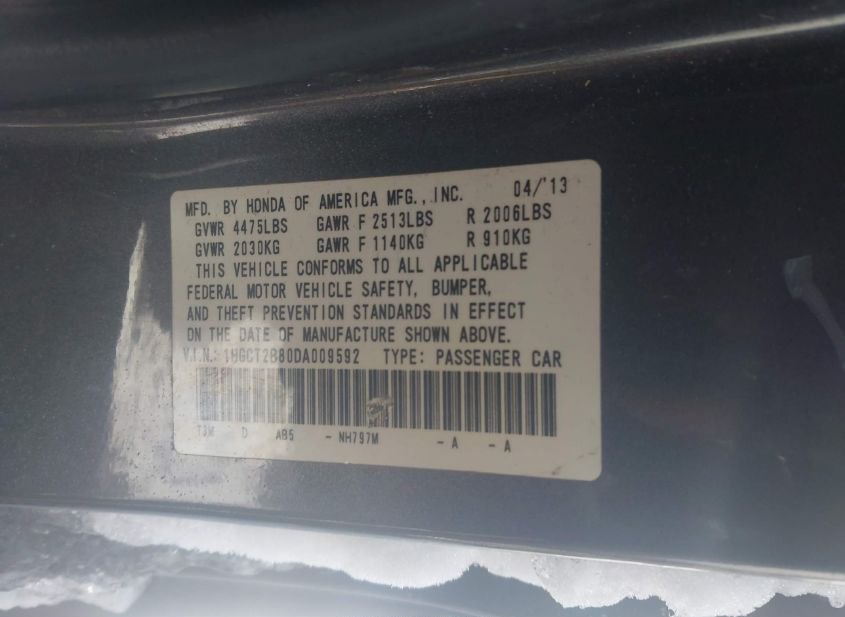 MFD. BY HONDA OF AMERICA MFG., INC. 04/'13
GVWR 4475LBS GAWR F 2513LBS R 2006LBS
GVWR 2030KG GAWR F 1140KG R 910KG
THIS VEHICLE CONFORMS TO ALL APPLICABLE
FEDERAL MOTOR VEHICLE SAFETY, BUMPER,
AND THEFT PREVENTION STANDARDS IN EFFECT
ON THE DATE OF MANUFACTURE SHOWN ABOVE.
V.I.N.: 1HGCT2B80DA009592 TYPE: PASSENGER CAR
D AB5 - NH797M - A - A